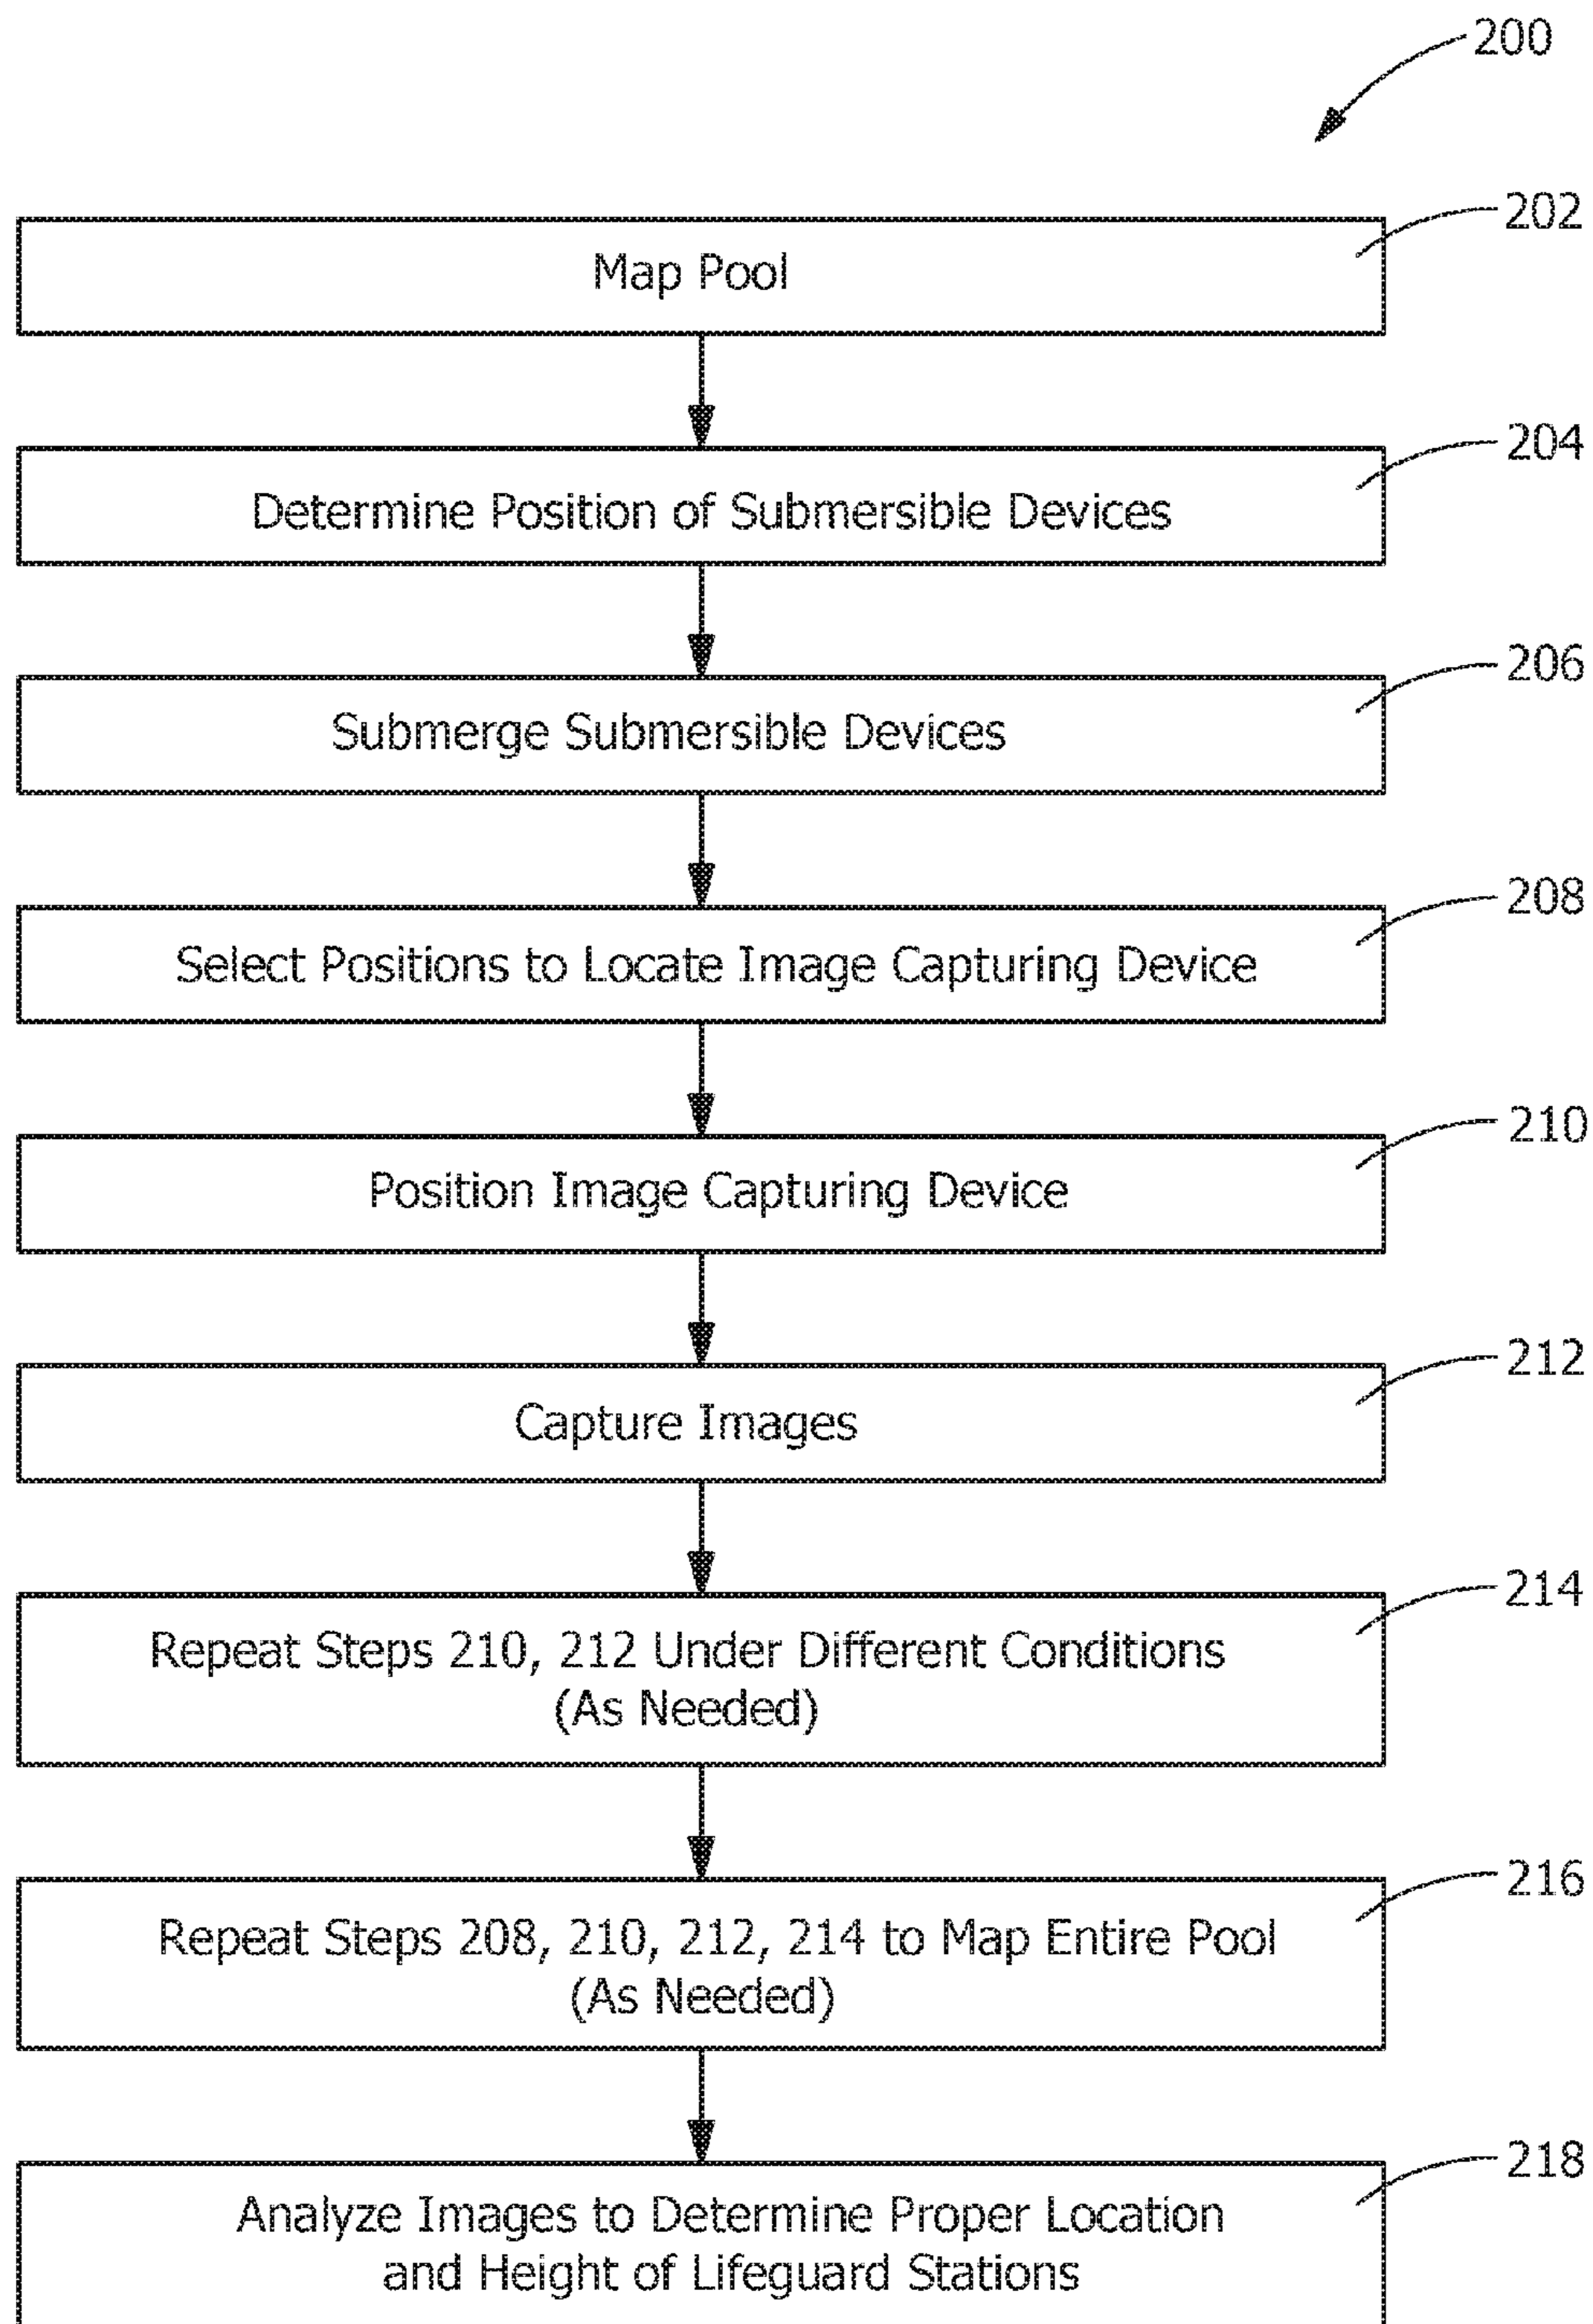 200
202
Map Pool
204
Determine Position of Submersible Devices
206
Submerge Submersible Devices
208
Select Positions to Locate Image Capturing Device
210
Position Image Capturing Device
212
Capture Images
214
Repeat Steps 210, 212 Under Different Conditions
(As Needed)
216
Repeat Steps 208, 210, 212, 214 to Map Entire Pool
(As Needed)
218
Analyze Images to Determine Proper Location
and Height of Lifeguard Stations